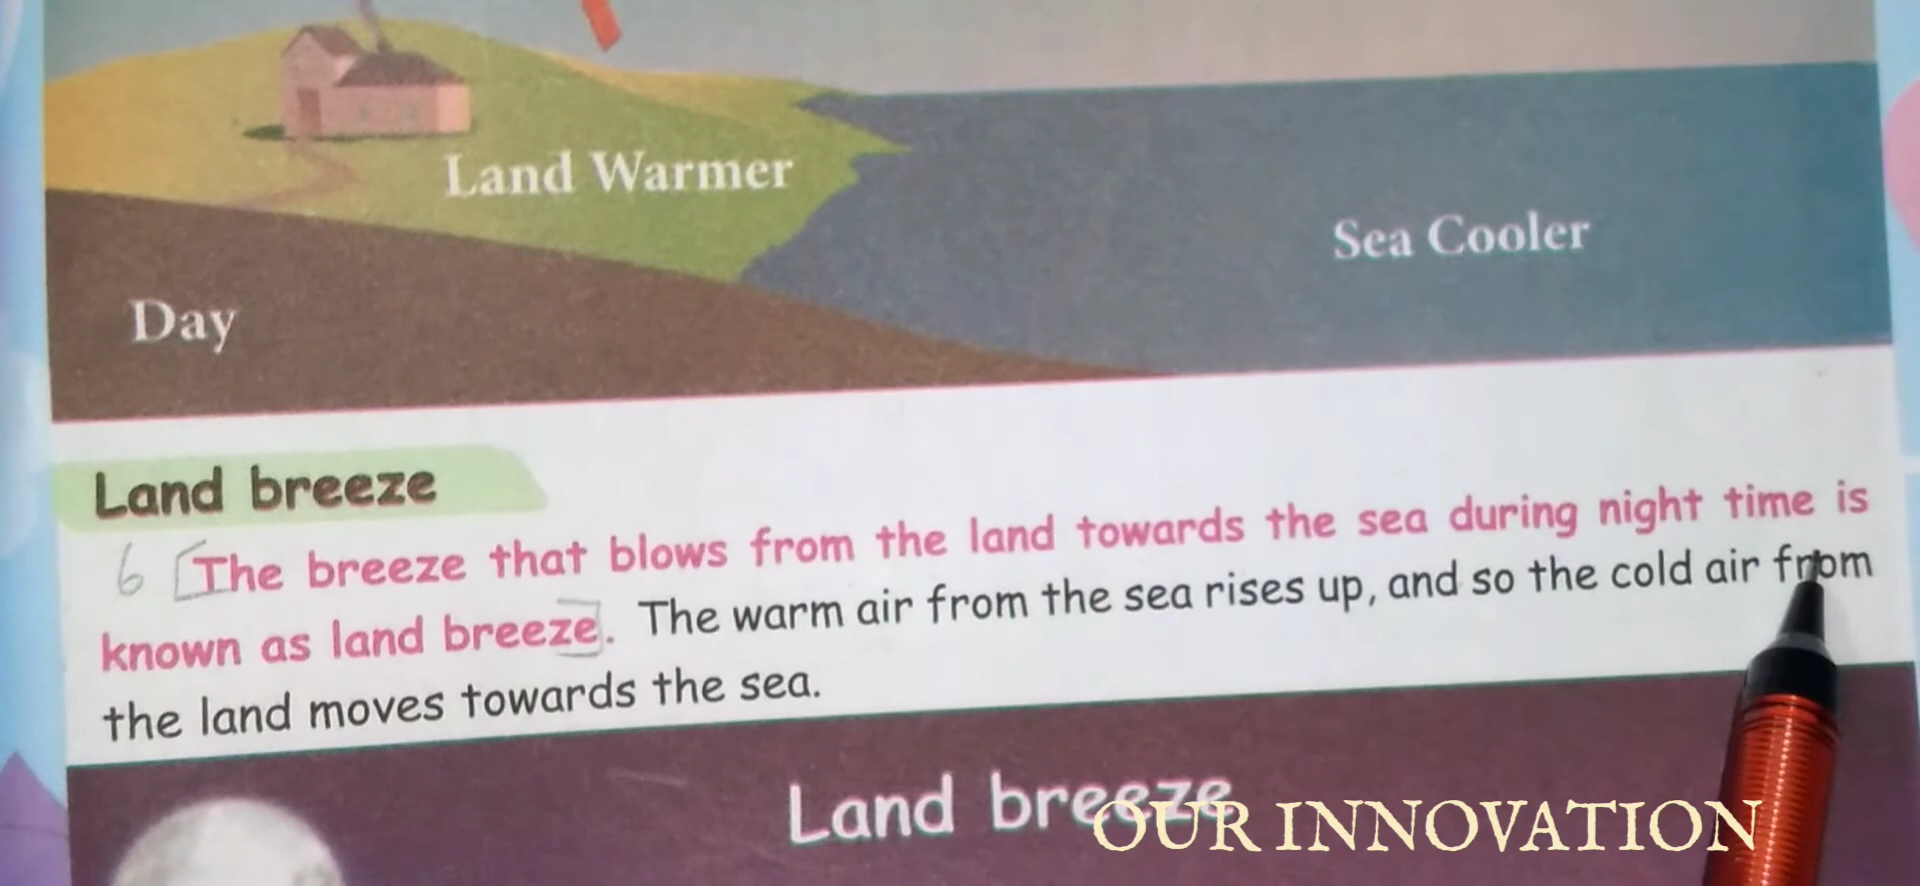 Land Warmer
Sea Cooler
Day
Land breeze
6 [The breeze that blows from the land towards the sea during night time is
known as land breeze]. The warm air from the sea rises up, and so the cold air from
the land moves towards the sea.
Land breeze
OUR INNOVATION